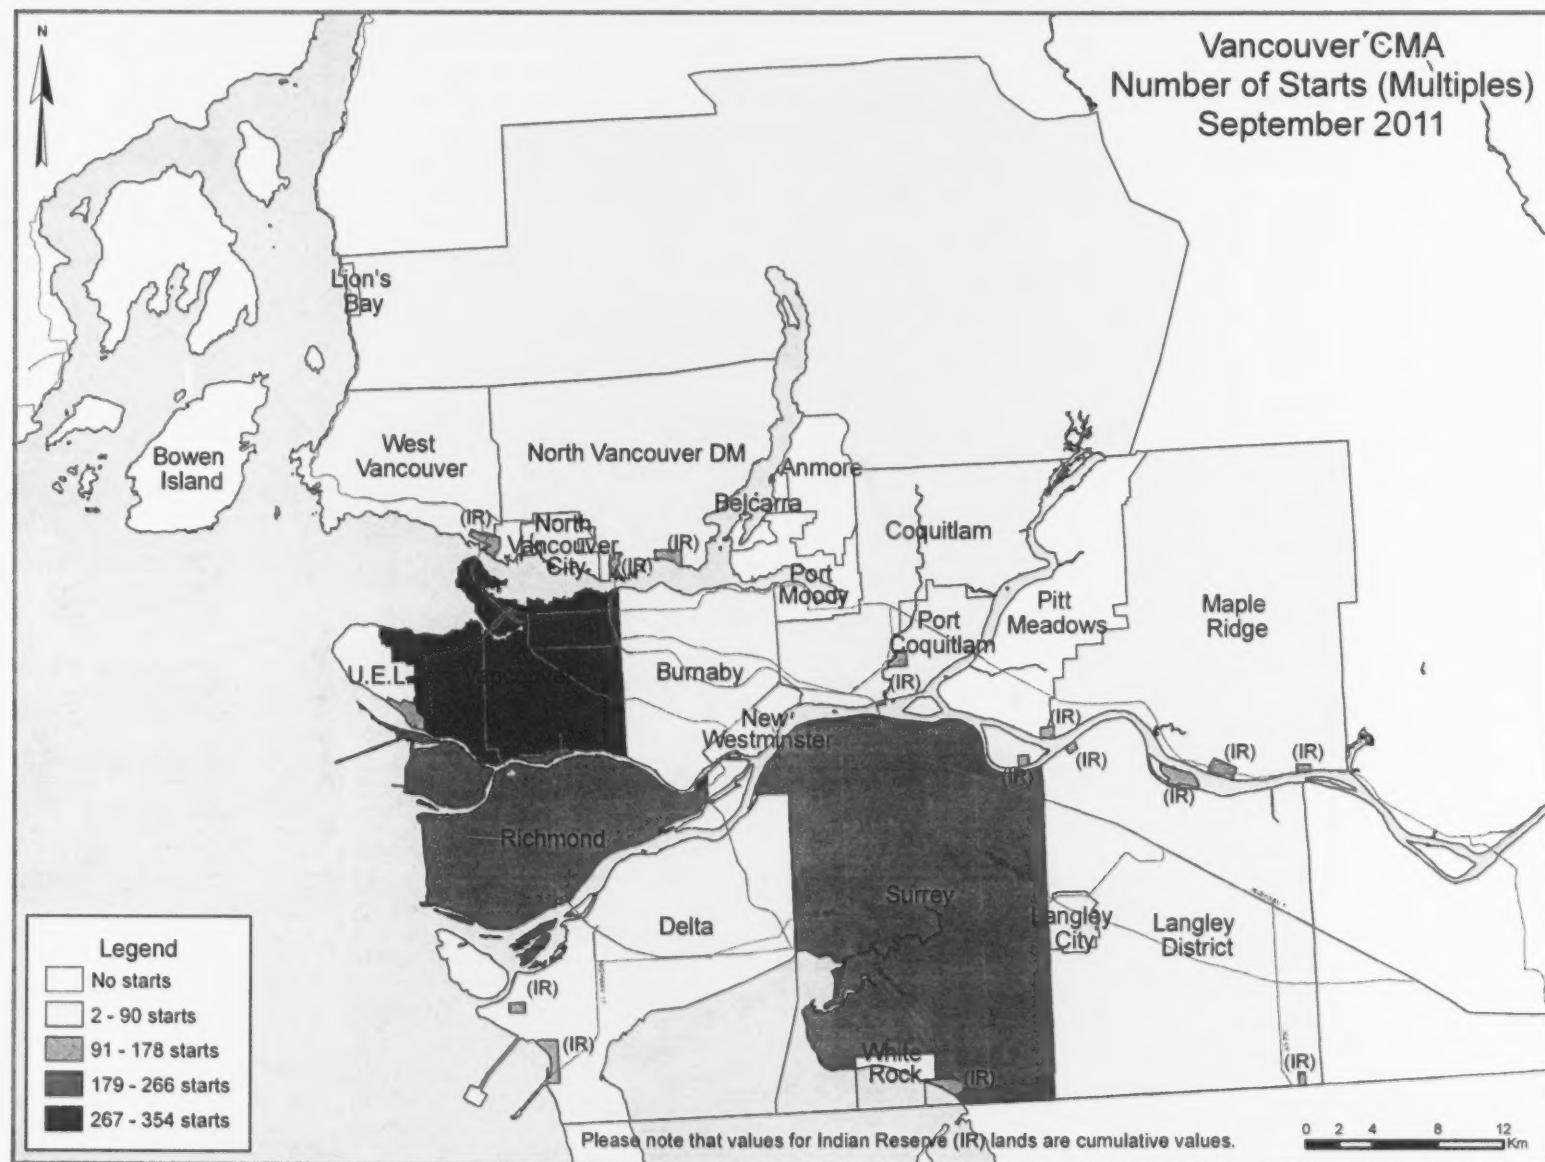 N
Vancouver CMA
Number of Starts (Multiples)
September 2011
Lion's
Bay
Bowen
Island
West
Vancouver
North Vancouver DM
Anmore
Belcarra
Coquitlam
(IR)
North
Vancouver
City
(IR)
(IR)
Port
Moody
Port
Coquitlam
Pitt
Meadows
Maple
Ridge
U.E.L.
Vancouver
Burnaby
(IR)
New
Westminster
(IR)
(IR)
(IR)
(IR)
(IR)
(IR)
Richmond
Surrey
Delta
Langley
City
Langley
District
(IR)
(IR)
White
Rock
(IR)
(IR)
Legend
No starts
2 - 90 starts
91 - 178 starts
179 - 266 starts
267 - 354 starts
Please note that values for Indian Reserve (IR) lands are cumulative values.
0 2 4 8 12
Km